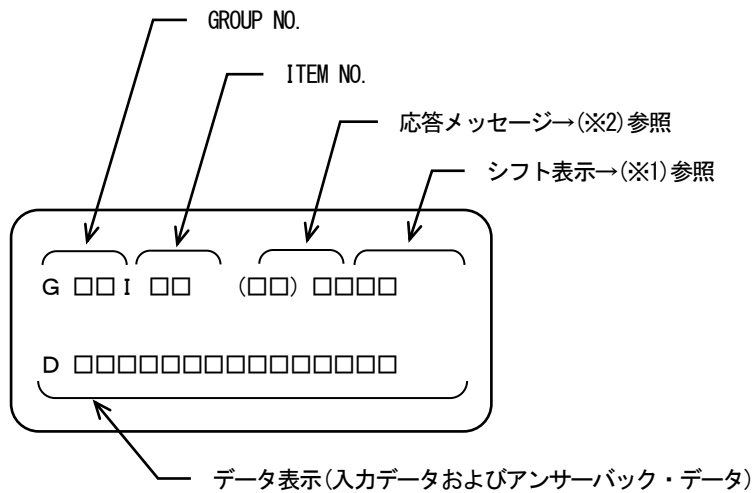 GROUP NO.
ITEM NO.
応答メッセージ→(※2)参照
シフト表示→(※1)参照
G □□ I □□ (□□) □□□□
D □□□□□□□□□□□□□□□
データ表示(入力データおよびアンサーバック・データ)